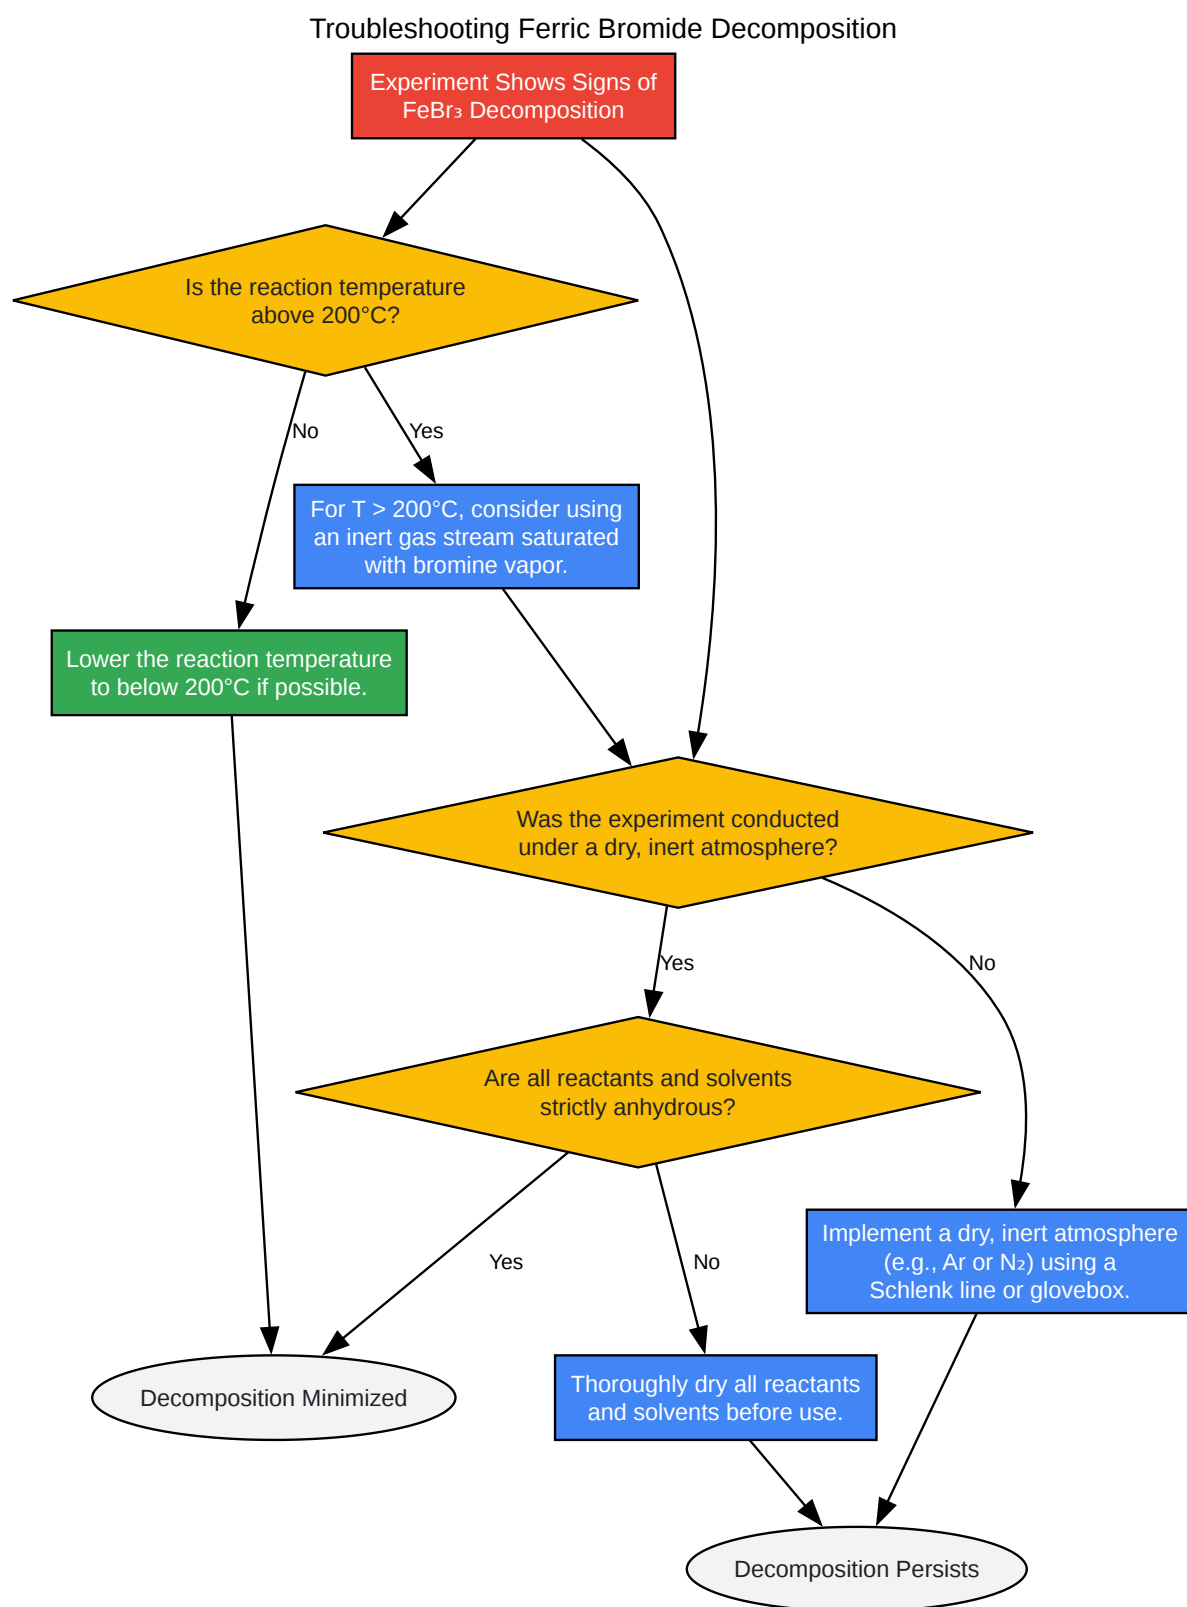 Troubleshooting Ferric Bromide Decomposition
Experiment Shows Signs of
FeBr₃ Decomposition
Is the reaction temperature
above 200°C?
No
Yes
For T > 200°C, consider using
an inert gas stream saturated
with bromine vapor.
Lower the reaction temperature
to below 200°C if possible.
Was the experiment conducted
under a dry, inert atmosphere?
Yes
No
Are all reactants and solvents
strictly anhydrous?
Yes
No
Implement a dry, inert atmosphere
(e.g., Ar or N₂) using a
Schlenk line or glovebox.
Thoroughly dry all reactants
and solvents before use.
Decomposition Minimized
Decomposition Persists